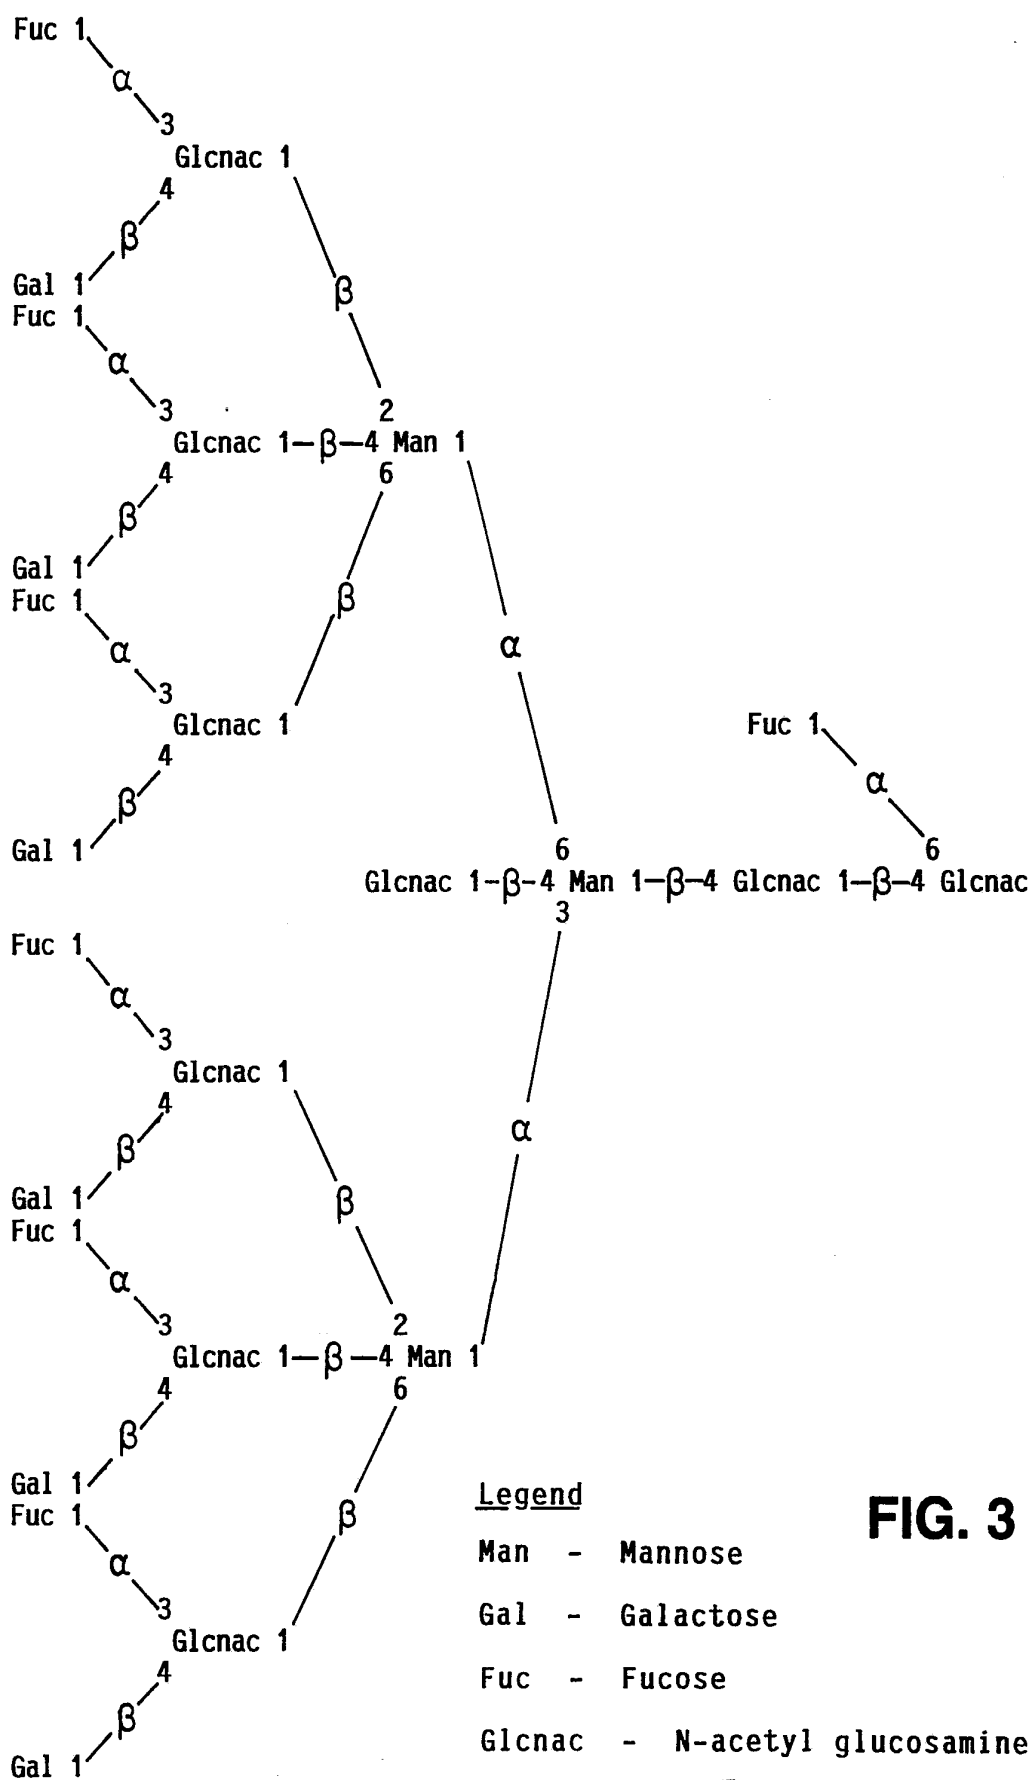 Fuc 1
α
3
Glcnac 1
4
β
β
Gal 1
Fuc 1
α
3
2
Glcnac 1-β-4 Man 1
4
6
β
Gal 1
Fuc 1
β
α
α
3
Glcnac 1
Fuc 1
4
α
β
Gal 1
6
6
Glcnac 1-β-4 Man 1-β-4 Glcnac 1-β-4 Glcnac
3
Fuc 1
α
3
Glcnac 1
4
α
β
Gal 1
β
Fuc 1
α
3
2
Glcnac 1-β-4 Man 1
4
6
β
Gal 1
Fuc 1
β
α
3
Glcnac 1
4
β
Gal 1
Legend
FIG. 3
Man - Mannose
Gal - Galactose
Fuc - Fucose
Glcnac - N-acetyl glucosamine